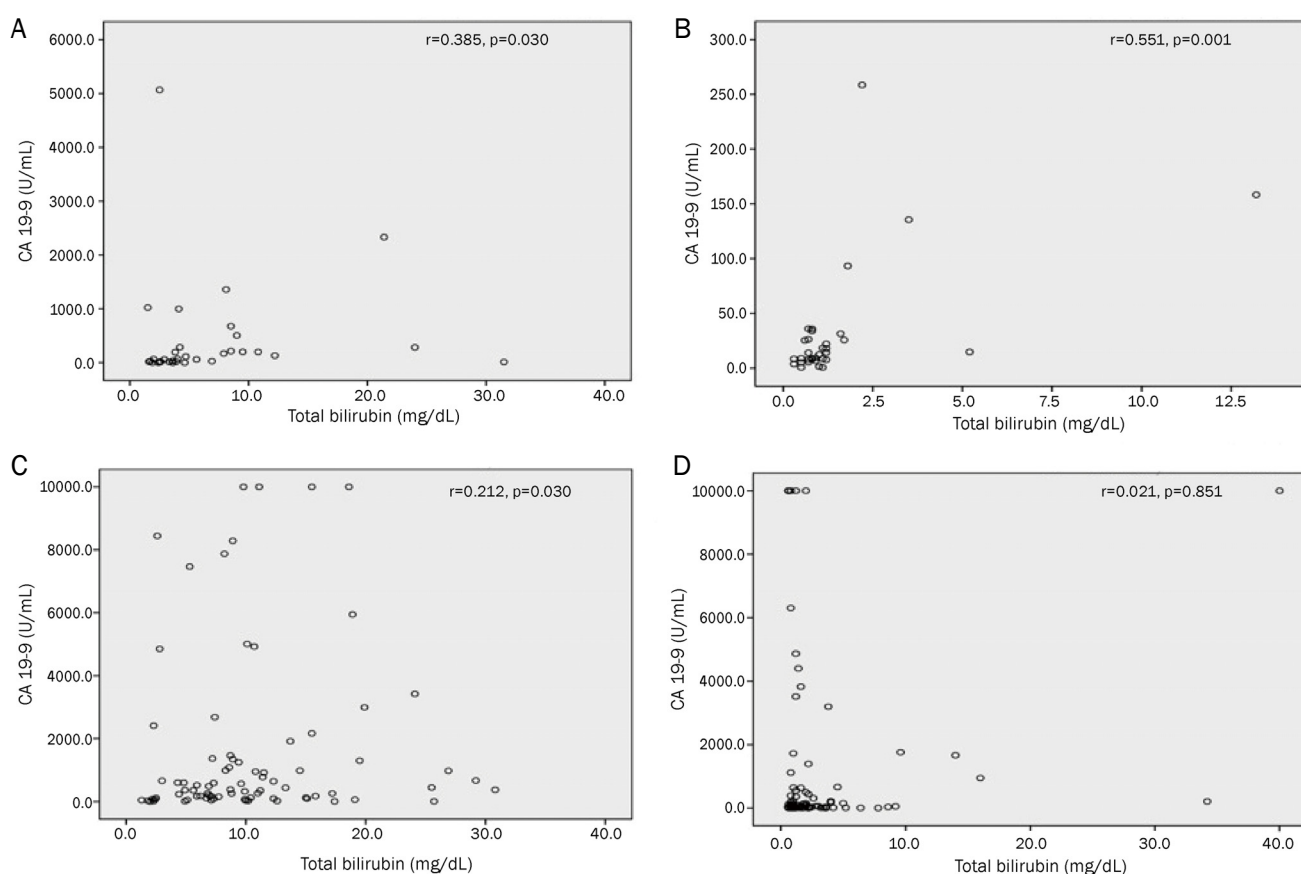 A
r=0.385, p=0.030
6000.0
5000.0
4000.0
3000.0
2000.0
1000.0
0.0
CA 19-9 (U/mL)
0.0 10.0 20.0 30.0 40.0
Total bilirubin (mg/dL)
B
r=0.551, p=0.001
300.0
250.0
200.0
150.0
100.0
50.0
0.0
CA 19-9 (U/mL)
0.0 2.5 5.0 7.5 10.0 12.5
Total bilirubin (mg/dL)
C
r=0.212, p=0.030
10000.0
8000.0
6000.0
4000.0
2000.0
0.0
CA 19-9 (U/mL)
0.0 10.0 20.0 30.0 40.0
Total bilirubin (mg/dL)
D
r=0.021, p=0.851
10000.0
8000.0
6000.0
4000.0
2000.0
0.0
CA 19-9 (U/mL)
0.0 10.0 20.0 30.0 40.0
Total bilirubin (mg/dL)